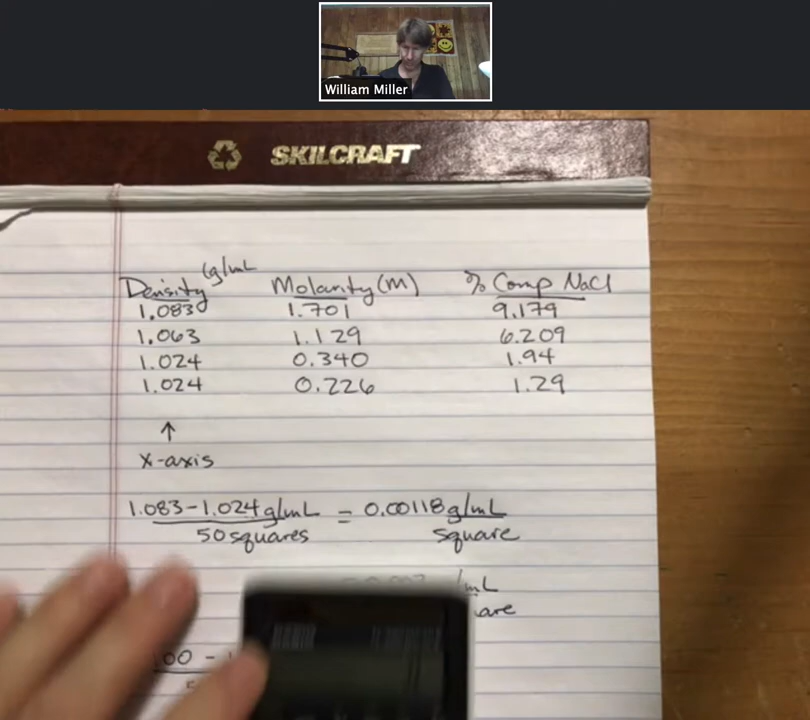 William Miller
SKILCRAFT
Density (g/mL Molarity (M) % Comp NaCl
1.083 1.701 9.179
1.063 1.129 6.209
1.024 0.340 1.94
1.024 0.226 1.29
↑
x-axis
1.083-1.024 g/mL = 0.00118 g/mL
50 squares square